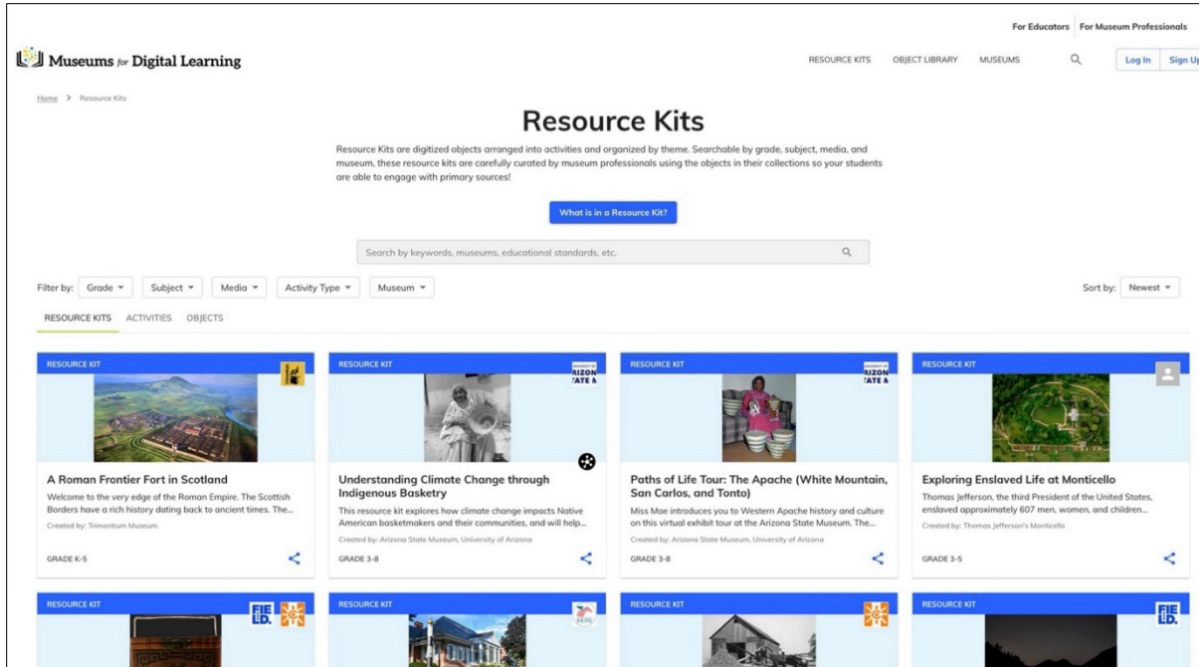 For Educators For Museum Professionals
Museums for Digital Learning
RESOURCE KITS OBJECT LIBRARY MUSEUMS Log In Sign Up
Home > Resource Kits
Resource Kits
Resource Kits are digitized objects arranged into activities and organized by theme. Searchable by grade, subject, media, and
museum, these resource kits are carefully curated by museum professionals using the objects in their collections so your students
are able to engage with primary sources!
What is in a Resource Kit?
Search by keywords, museums, educational standards, etc.
Filter by: Grade Subject Media Activity Type Museum Sort by: Newest
RESOURCE KITS ACTIVITIES OBJECTS
RESOURCE KIT
A Roman Frontier Fort in Scotland
Welcome to the very edge of the Roman Empire. The Scottish
Borders have a rich history dating back to ancient times. The...
Created by: Trimontium Museum
GRADE K-5
RESOURCE KIT
Understanding Climate Change through
Indigenous Basketry
This resource kit explores how climate change impacts Native
American basketmakers and their communities, and will help...
Created by: Arizona State Museum, University of Arizona
GRADE 3-8
RESOURCE KIT
Paths of Life Tour: The Apache (White Mountain,
San Carlos, and Tonto)
Miss Mae introduces you to Western Apache history and culture
on this virtual exhibit tour at the Arizona State Museum. The...
Created by: Arizona State Museum, University of Arizona
GRADE 3-8
RESOURCE KIT
Exploring Enslaved Life at Monticello
Thomas Jefferson, the third President of the United States,
enslaved approximately 607 men, women, and children...
Created by: Thomas Jefferson's Monticello
GRADE 3-5
RESOURCE KIT
FIE
LD.
RESOURCE KIT
RESOURCE KIT
RESOURCE KIT
FIE
LD.